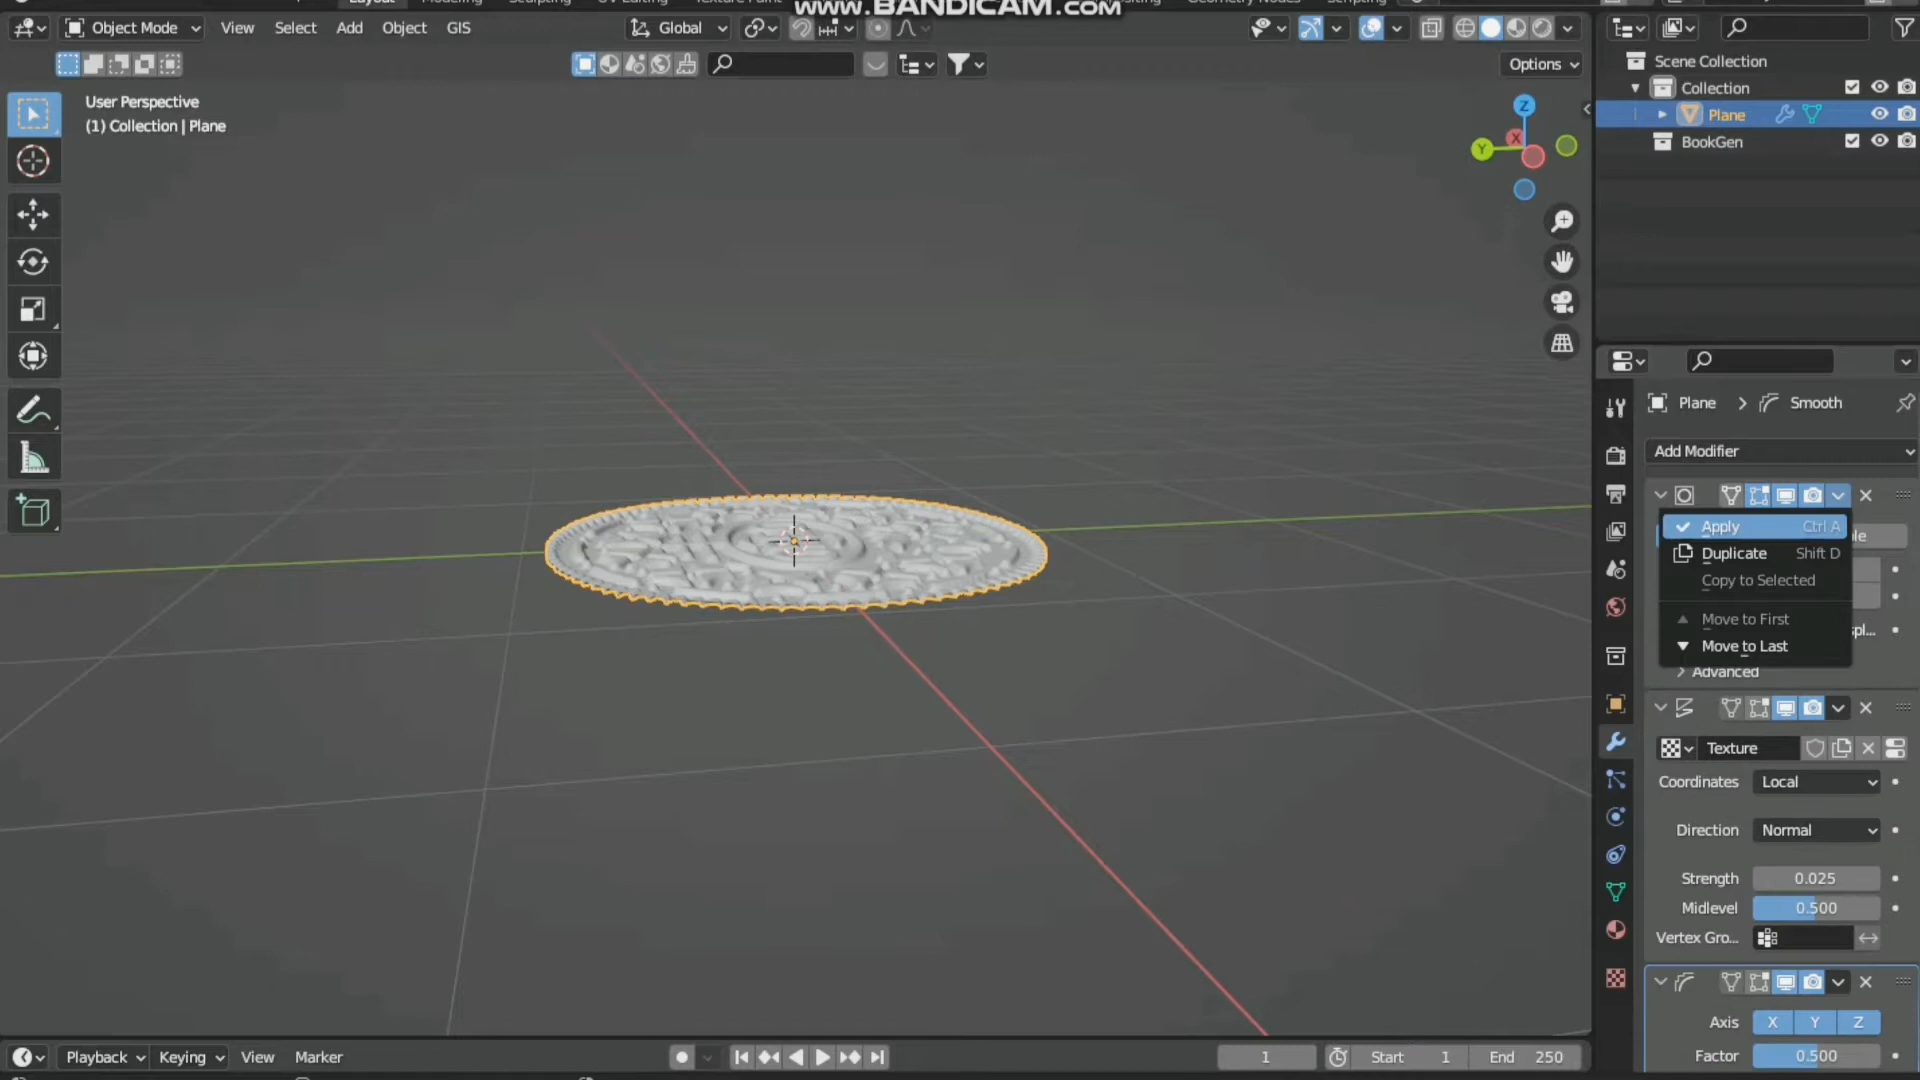 www.BANDICAM.com
Object Mode View Select Add Object GIS Global
Options
User Perspective
(1) Collection | Plane
Z
X
Y
Scene Collection
Collection
Plane
BookGen
Plane > Smooth
Add Modifier
Apply Ctrl A
Duplicate Shift D
Copy to Selected
Move to First
Move to Last
Advanced
Texture
Coordinates Local
Direction Normal
Strength 0.025
Midlevel 0.500
Vertex Gro...
Axis X Y Z
Factor 0.500
Playback Keying View Marker 1 Start 1 End 250